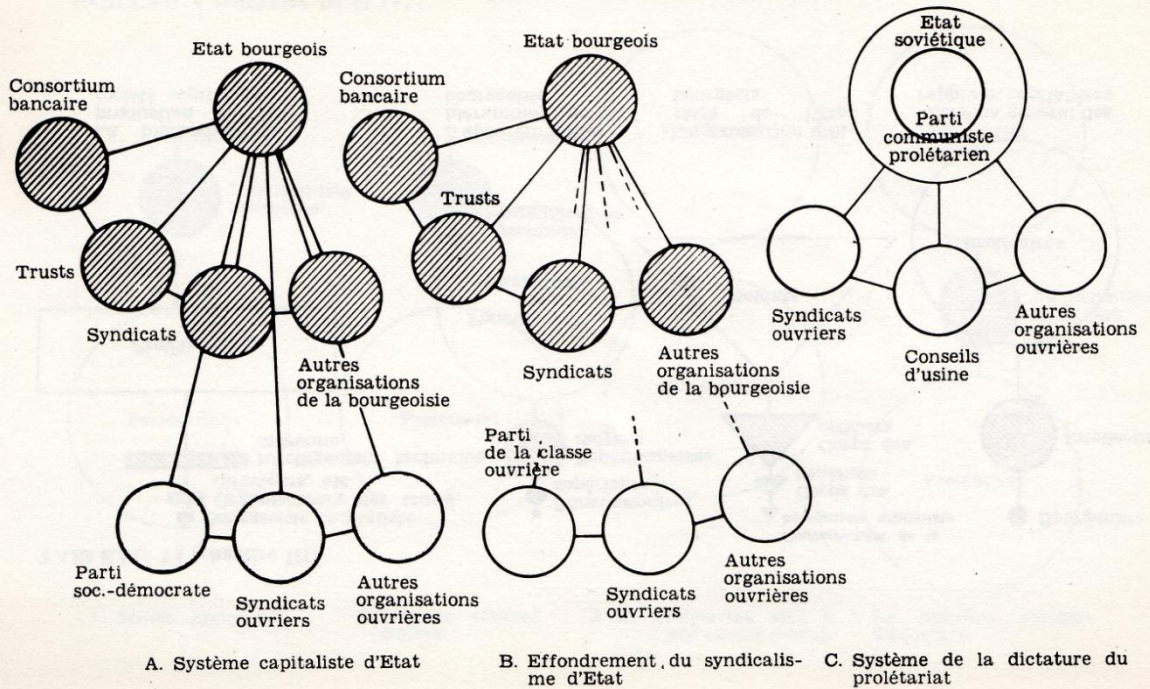 Etat bourgeois
Consortium
bancaire
Trusts
Syndicats
Autres
organisations
de la bourgeoisie
Parti
soc.-démocrate
Syndicats
ouvriers
Autres
organisations
ouvrières
A. Système capitaliste d'Etat
Etat bourgeois
Consortium
bancaire
Trusts
Syndicats
Autres
organisations
de la bourgeoisie
Parti
de la classe
ouvrière
Syndicats
ouvriers
Autres
organisations
ouvrières
B. Effondrement du syndicalis-
me d'Etat
Etat
soviétique
Parti
communiste
prolétarien
Syndicats
ouvriers
Conseils
d'usine
Autres
organisations
ouvrières
C. Système de la dictature du
prolétariat